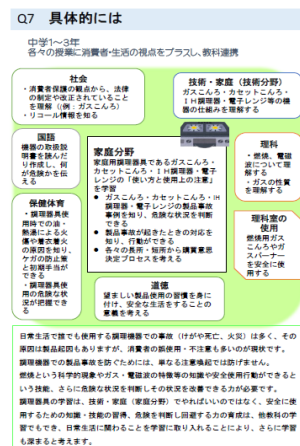 Q7 具体的には
中学1～3年
各々の授業に消費者・生活の視点をプラスし、教科連携
社会
・消費者保護の観点から、法律
の制定や改正されていること
を理解（（例：ガスこんろ）
・リコール情報を知る
技術・家庭（技術分野）
ガスこんろ・カセットこんろ・
ＩＨ調理器・電子レンジ等の機
器の仕組みを理解する
国語
機器の取扱説
明書を読んだ
り作成し、何
が危険かを伝
える
家庭分野
家庭用調理器具であるガスこんろ・
カセットこんろ・ＩＨ調理器・電子
レンジの「使い方と使用上の注意」
を学習
● ガスこんろ・カセットこんろ・IH
調理器・電子レンジの製品事故
事例を知り、危険な状況を判断
できる
● 製品事故が起きたときの対応を
知り、行動ができる
● 各々の長所・短所から購買意思
決定プロセスを考える
理科
・燃焼、電磁
波について理
解する
・ガスの性質
を理解する
保健体育
・調理器具使
用時での油・
熱湯による火
傷や着衣着火
の原因を知り、
ケガの防止策
と初期手当が
できる
・調理器具使
用の危険な状
況が把握でき
る
理科室の
使用
燃焼用ガス
こんろやガ
スバーナー
を安全に使
用する
道徳
望ましい製品使用の習慣を身に
付け、安全な生活をすることの
意義を考える
日常生活で誰でも使用する調理機器での事故（けがや死亡、火災）は多く、その
原因は製品起因もありますが、消費者の誤使用・不注意も多いのが現状です。
調理機器での製品事故を防ぐためには、単なる注意喚起では防げません。
燃焼という科学的現象やガス・電磁波の特徴等の知識や安全使用行動ができると
いう技能、さらに危険な状況を判断しその状況を改善できる力が必要です。
調理器具の学習は、技術・家庭（家庭分野）でやればいいのではなく、安全に使
用するための知識・技能の習得、危険を判断し回避する力の育成は、他教科の学
習でもでき、日常生活に関わることを学習に取り入れることにより、さらに学習
も深まると考えます。